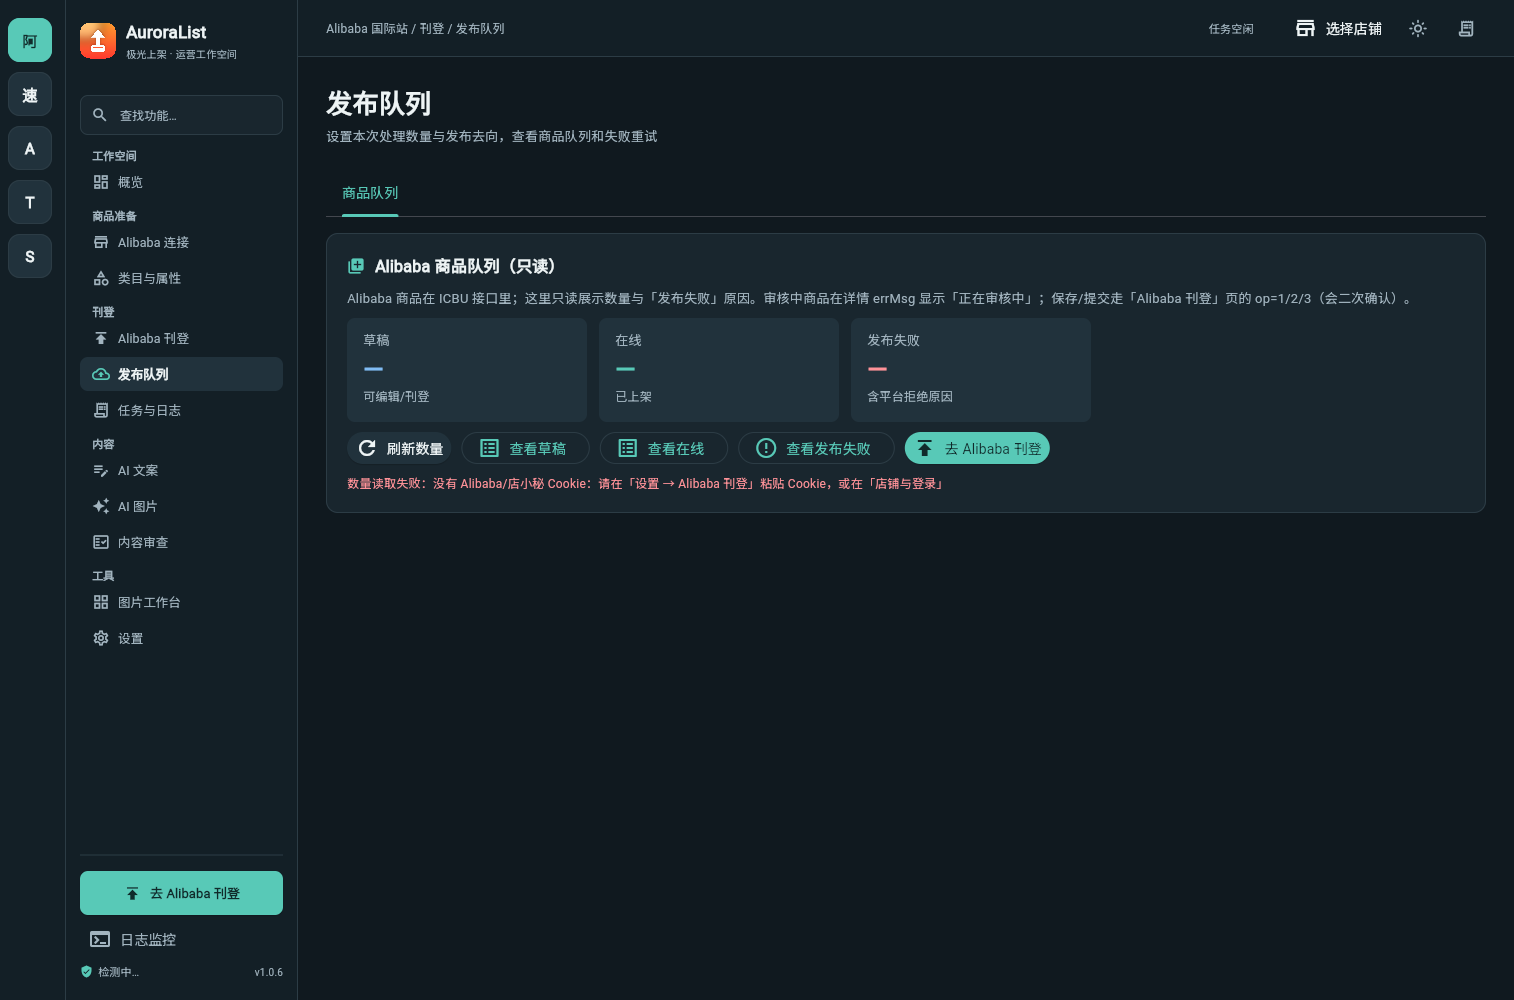 阿
速
A
T
S
AuroraList
极光上架 · 运营工作空间
查找功能...
工作空间
概览
商品准备
Alibaba 连接
类目与属性
刊登
Alibaba 刊登
发布队列
任务与日志
内容
AI 文案
AI 图片
内容审查
工具
图片工作台
设置
去 Alibaba 刊登
日志监控
检测中...
v1.0.6
Alibaba 国际站 / 刊登 / 发布队列
任务空闲
选择店铺
发布队列
设置本次处理数量与发布去向，查看商品队列和失败重试
商品队列
Alibaba 商品队列（只读）
Alibaba 商品在 ICBU 接口里；这里只读展示数量与「发布失败」原因。审核中商品在详情 errMsg 显示「正在审核中」；保存/提交走「Alibaba 刊登」页的 op=1/2/3（会二次确认）。
草稿
—
可编辑/刊登
在线
—
已上架
发布失败
—
含平台拒绝原因
刷新数量
查看草稿
查看在线
查看发布失败
去 Alibaba 刊登
数量读取失败：没有 Alibaba/店小秘 Cookie：请在「设置 → Alibaba 刊登」粘贴 Cookie，或在「店铺与登录」